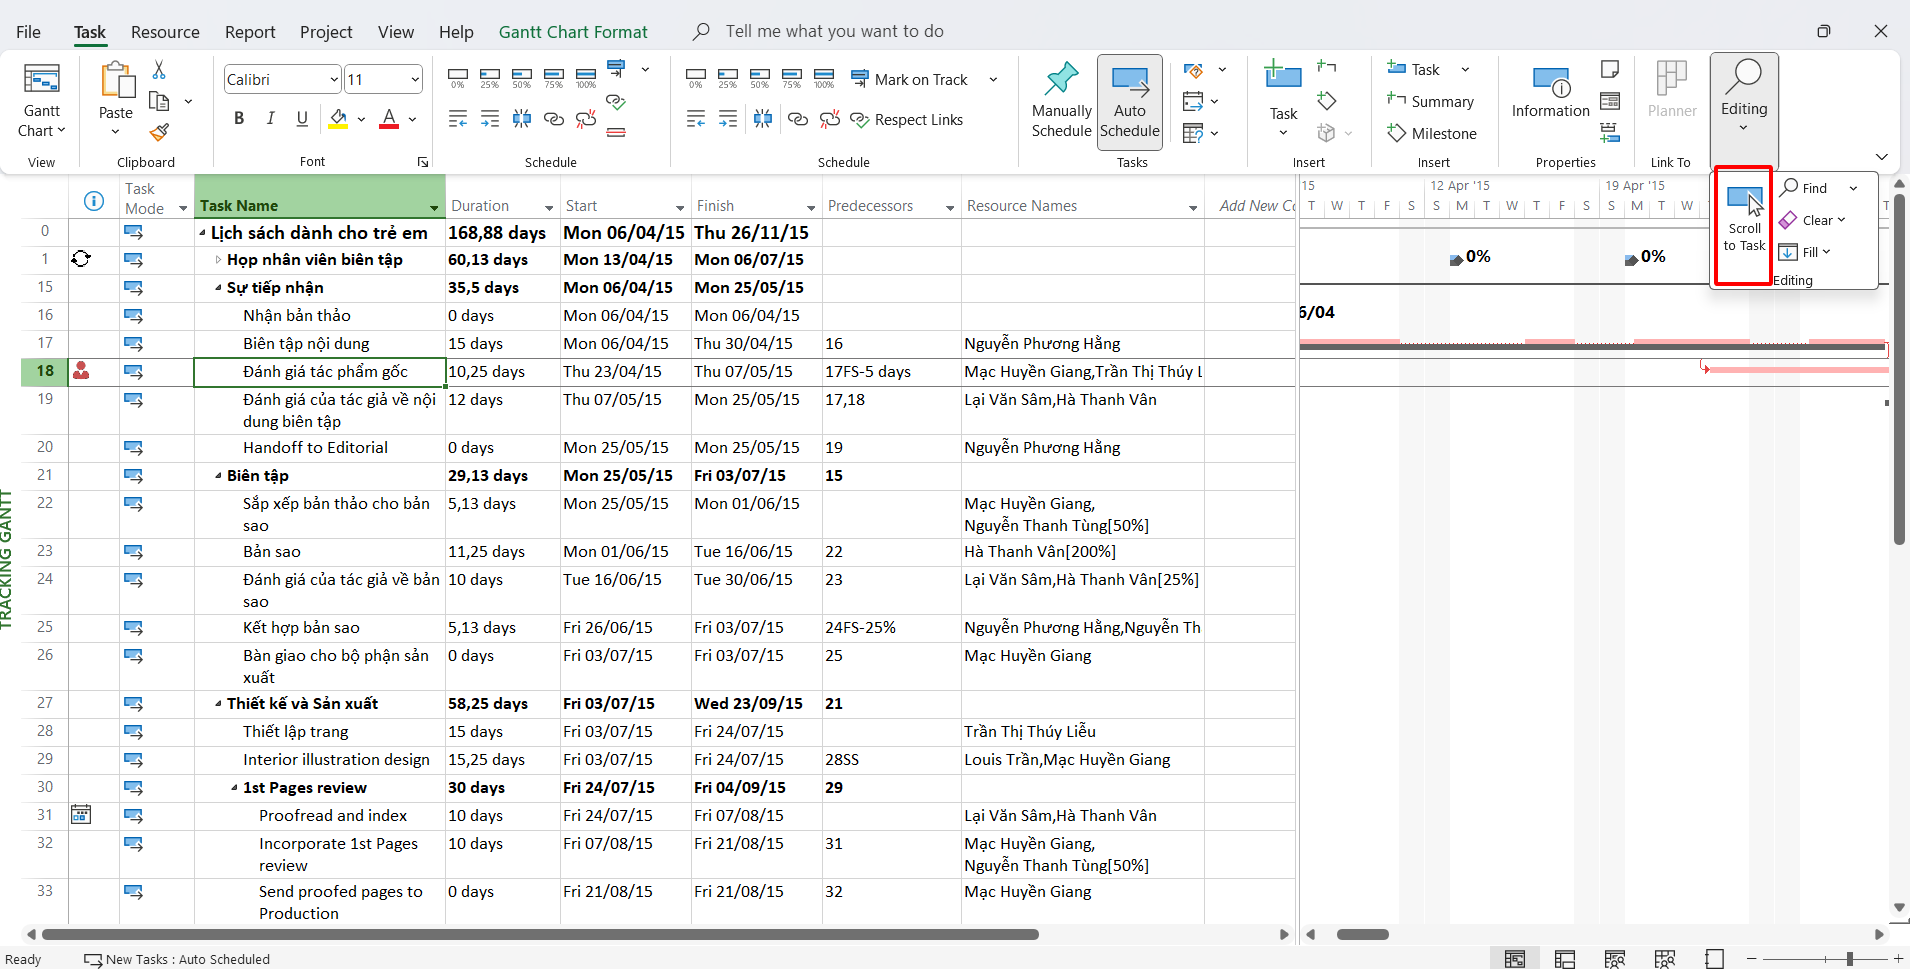 File Task Resource Report Project View Help Gantt Chart Format Tell me what you want to do
Gantt
Chart
View
Paste
Clipboard
Calibri 11
B I U A
Font
0% 25% 50% 75% 100%
Schedule
0% 25% 50% 75% 100% Mark on Track
Respect Links
Schedule
Manually
Schedule
Auto
Schedule
Tasks
Task
Insert
Task
Summary
Milestone
Insert
Information
Properties
Planner
Link To
Editing
Scroll
to Task
Find
Clear
Fill
Editing
Task
Mode Task Name Duration Start Finish Predecessors Resource Names Add New Co
15 12 Apr '15 19 Apr '15
T W T F S S M T W T F S S M T W
0 Lịch sách dành cho trẻ em 168,88 days Mon 06/04/15 Thu 26/11/15
1 Họp nhân viên biên tập 60,13 days Mon 13/04/15 Mon 06/07/15 0% 0%
15 Sự tiếp nhận 35,5 days Mon 06/04/15 Mon 25/05/15
16 Nhận bản thảo 0 days Mon 06/04/15 Mon 06/04/15 6/04
17 Biên tập nội dung 15 days Mon 06/04/15 Thu 30/04/15 16 Nguyễn Phương Hằng
18 Đánh giá tác phẩm gốc 10,25 days Thu 23/04/15 Thu 07/05/15 17FS-5 days Mạc Huyền Giang,Trần Thị Thúy L
19 Đánh giá của tác giả về nội 12 days Thu 07/05/15 Mon 25/05/15 17,18 Lại Văn Sâm,Hà Thanh Vân
dung biên tập
20 Handoff to Editorial 0 days Mon 25/05/15 Mon 25/05/15 19 Nguyễn Phương Hằng
21 Biên tập 29,13 days Mon 25/05/15 Fri 03/07/15 15
22 Sắp xếp bản thảo cho bản 5,13 days Mon 25/05/15 Mon 01/06/15 Mạc Huyền Giang,
sao Nguyễn Thanh Tùng[50%]
23 Bản sao 11,25 days Mon 01/06/15 Tue 16/06/15 22 Hà Thanh Vân[200%]
24 Đánh giá của tác giả về bản 10 days Tue 16/06/15 Tue 30/06/15 23 Lại Văn Sâm,Hà Thanh Vân[25%]
sao
25 Kết hợp bản sao 5,13 days Fri 26/06/15 Fri 03/07/15 24FS-25% Nguyễn Phương Hằng,Nguyễn Th
26 Bàn giao cho bộ phận sản 0 days Fri 03/07/15 Fri 03/07/15 25 Mạc Huyền Giang
xuất
27 Thiết kế và Sản xuất 58,25 days Fri 03/07/15 Wed 23/09/15 21
28 Thiết lập trang 15 days Fri 03/07/15 Fri 24/07/15 Trần Thị Thúy Liễu
29 Interior illustration design 15,25 days Fri 03/07/15 Fri 24/07/15 28SS Louis Trần,Mạc Huyền Giang
30 1st Pages review 30 days Fri 24/07/15 Fri 04/09/15 29
31 Proofread and index 10 days Fri 24/07/15 Fri 07/08/15 Lại Văn Sâm,Hà Thanh Vân
32 Incorporate 1st Pages 10 days Fri 07/08/15 Fri 21/08/15 31 Mạc Huyền Giang,
review Nguyễn Thanh Tùng[50%]
33 Send proofed pages to 0 days Fri 21/08/15 Fri 21/08/15 32 Mạc Huyền Giang
Production
TRACKING GANTT
Ready New Tasks : Auto Scheduled